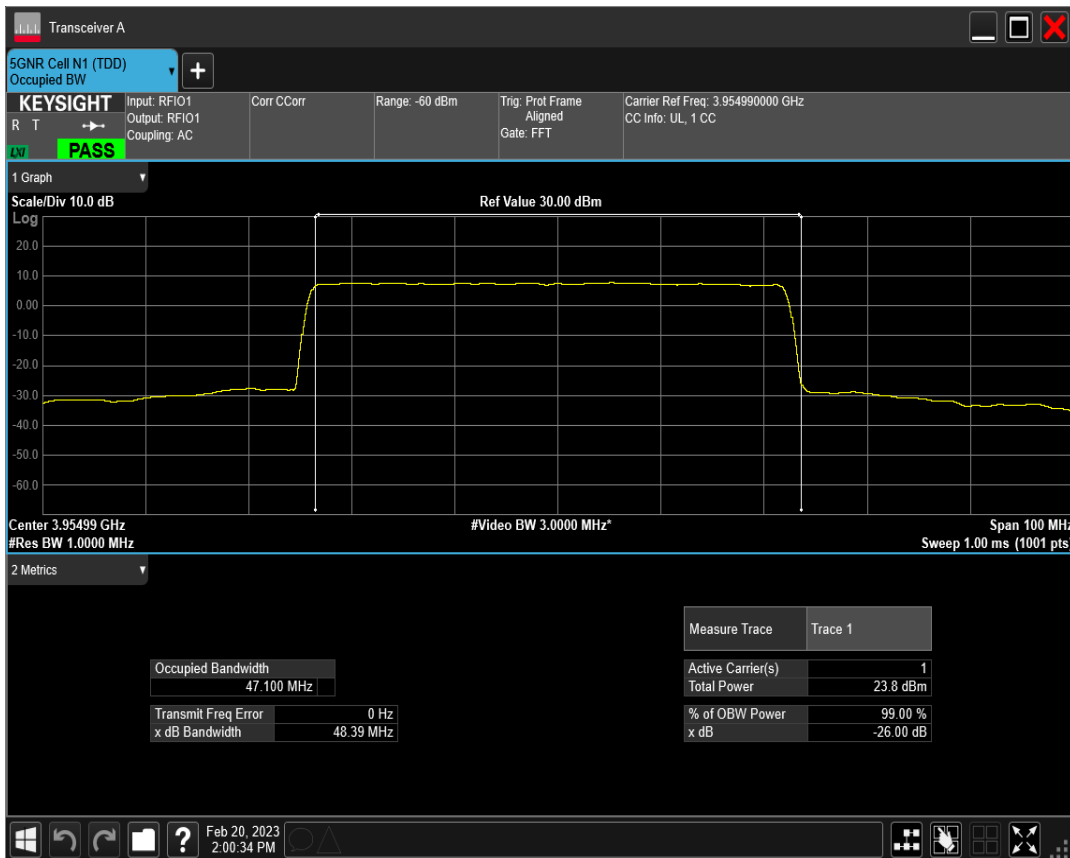 Transceiver A
5GNR Cell N1 (TDD)
Occupied BW
+
KEYSIGHT
R T
LXI
PASS
Input: RFIO1
Output: RFIO1
Coupling: AC
Corr CCorr
Range: -60 dBm
Trig: Prot Frame
Aligned
Gate: FFT
Carrier Ref Freq: 3.954990000 GHz
CC Info: UL, 1 CC
1 Graph
Scale/Div 10.0 dB
Ref Value 30.00 dBm
Log
20.0
10.0
0.00
-10.0
-20.0
-30.0
-40.0
-50.0
-60.0
Center 3.95499 GHz
#Video BW 3.0000 MHz*
Span 100 MHz
#Res BW 1.0000 MHz
Sweep 1.00 ms (1001 pts)
2 Metrics
Measure Trace Trace 1
Occupied Bandwidth
47.100 MHz
Active Carrier(s) 1
Total Power 23.8 dBm
Transmit Freq Error 0 Hz
x dB Bandwidth 48.39 MHz
% of OBW Power 99.00 %
x dB -26.00 dB
?
Feb 20, 2023
2:00:34 PM